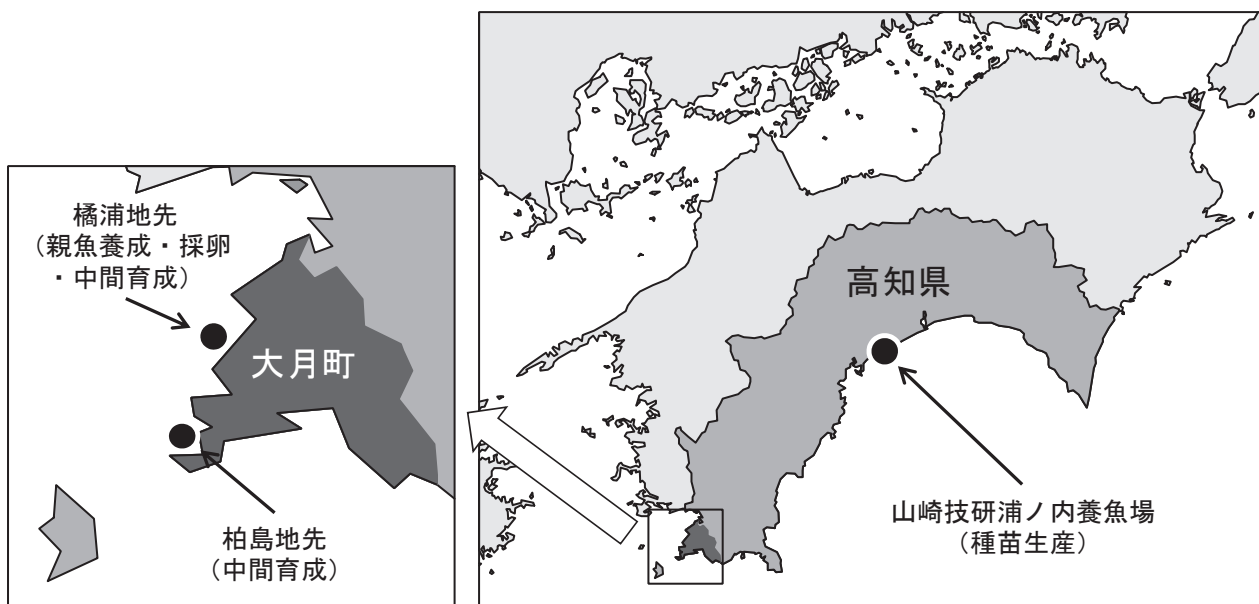 橘浦地先
（親魚養成・採卵
・中間育成）
大月町
柏島地先
（中間育成）
高知県
山崎技研浦ノ内養魚場
（種苗生産）